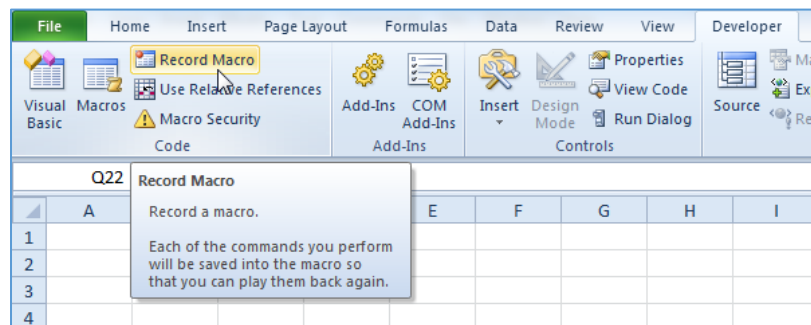 File Home Insert Page Layout Formulas Data Review View Developer
Record Macro
Use Relative References
Macro Security
Visual Basic
Macros
Code
Add-Ins
COM Add-Ins
Add-Ins
Insert
Design Mode
Properties
View Code
Run Dialog
Controls
Source
Ma
Ex
Re
Q22
Record Macro
Record a macro.
Each of the commands you perform
will be saved into the macro so
that you can play them back again.
A E F G H I
1
2
3
4